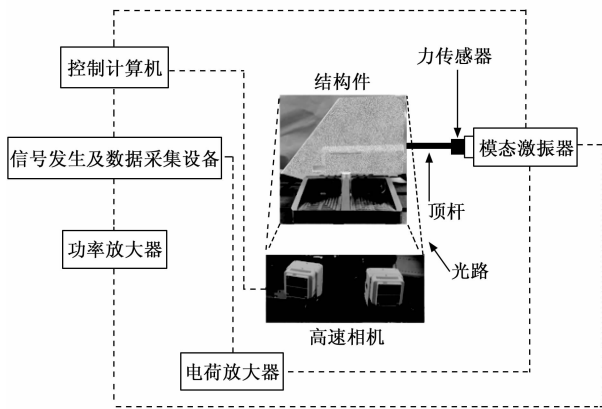 控制计算机
结构件
力传感器
信号发生及数据采集设备
模态激振器
顶杆
功率放大器
光路
高速相机
电荷放大器